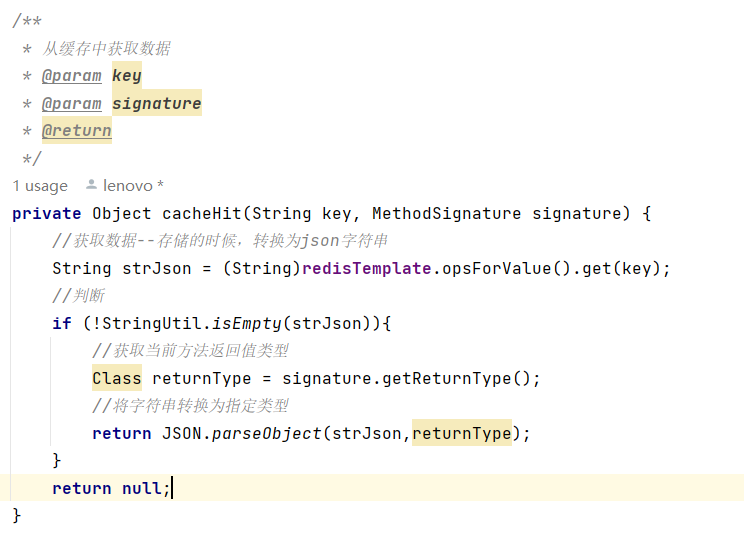 /**
 * 从缓存中获取数据
 * @param key
 * @param signature
 * @return
 */
1 usage lenovo *
private Object cacheHit(String key, MethodSignature signature) {
    //获取数据--存储的时候，转换为json字符串
    String strJson = (String)redisTemplate.opsForValue().get(key);
    //判断
    if (!StringUtil.isEmpty(strJson)){
        //获取当前方法返回值类型
        Class returnType = signature.getReturnType();
        //将字符串转换为指定类型
        return JSON.parseObject(strJson,returnType);
    }
    return null;
}